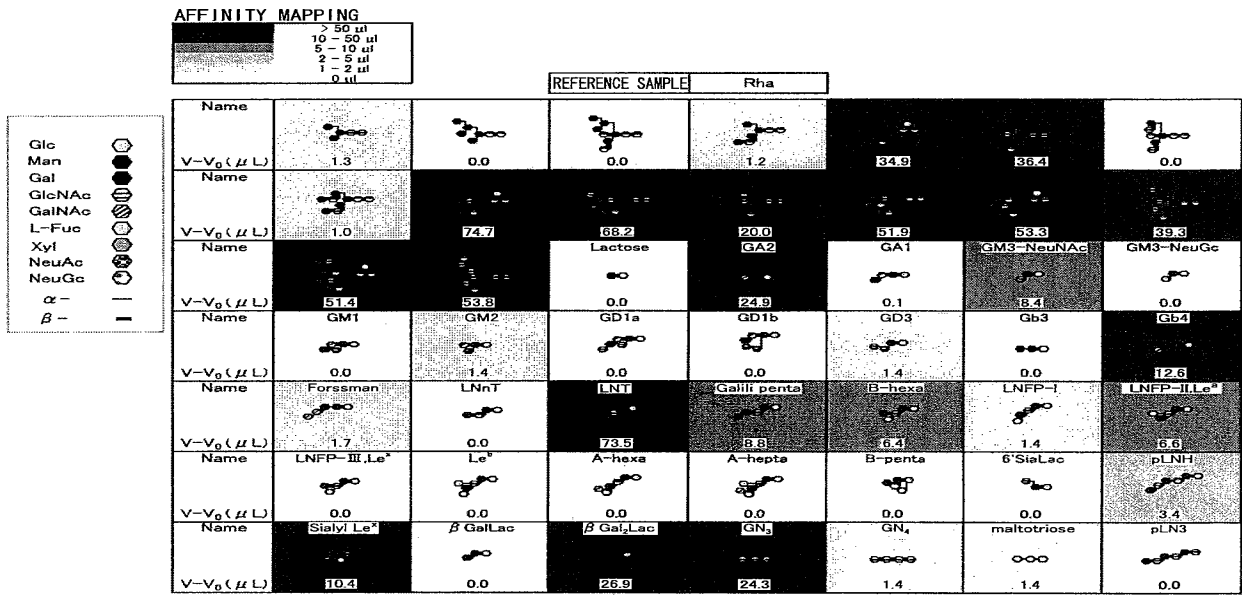 AFFINITY MAPPING
> 50 μl
10 – 50 μl
5 – 10 μl
2 – 5 μl
1 – 2 μl
0 μl
REFERENCE SAMPLE Rha
Glc
Man
Gal
GlcNAc
GalNAc
L-Fuc
Xyl
NeuAc
NeuGc
α-
β-
Name
V-V₀(μL) 1.3 0.0 0.0 1.2 34.9 36.4 0.0
Name
V-V₀(μL) 1.0 74.7 68.2 20.0 51.9 53.3 39.3
Name Lactose GA2 GA1 GM3-NeuNAc GM3-NeuGc
V-V₀(μL) 51.4 53.8 0.0 24.9 0.1 8.4 0.0
Name GM1 GM2 GD1a GD1b GD3 Gb3 Gb4
V-V₀(μL) 0.0 1.4 0.0 0.0 1.4 0.0 12.6
Name Forssman LNnT LNT Galili penta B-hexa LNFP-I LNFP-II,Leᵃ
V-V₀(μL) 1.7 0.0 73.5 8.8 6.4 1.4 6.6
Name LNFP-III,Leˣ Leᵇ A-hexa A-hepta B-penta 6'SiaLac pLNH
V-V₀(μL) 0.0 0.0 0.0 0.0 0.0 0.0 3.4
Name Sialyl Leˣ β GalLac β Gal₂Lac GN₃ GN₄ maltotriose pLN3
V-V₀(μL) 10.4 0.0 26.9 24.3 1.4 1.4 0.0